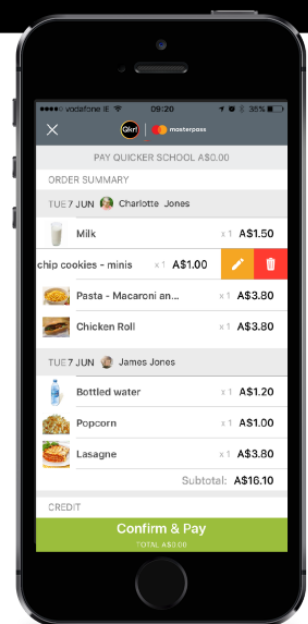 vodafone IE 09:20 35%
Qkr! masterpass
PAY QUICKER SCHOOL A$0.00
ORDER SUMMARY
TUE 7 JUN Charlotte Jones
Milk x 1 A$1.50
chip cookies - minis x 1 A$1.00
Pasta - Macaroni an... x 1 A$3.80
Chicken Roll x 1 A$3.80
TUE 7 JUN James Jones
Bottled water x 1 A$1.20
Popcorn x 1 A$1.00
Lasagne x 1 A$3.80
Subtotal: A$16.10
CREDIT
Confirm & Pay
TOTAL A$0.00